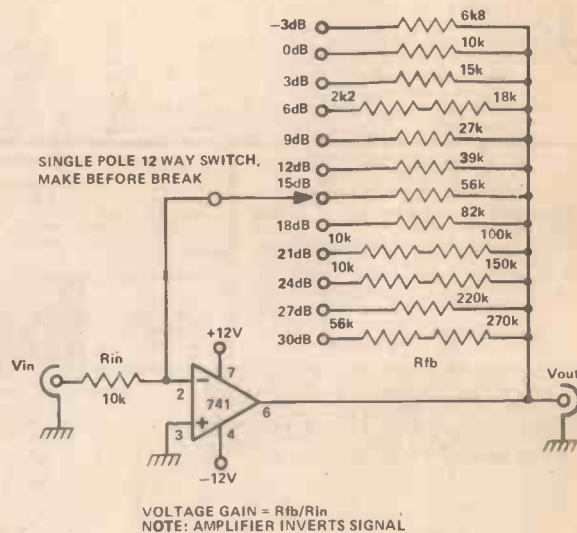 -3dB 6k8
0dB 10k
3dB 15k
6dB 2k2 18k
9dB 27k
12dB 39k
15dB 56k
18dB 82k
21dB 10k 100k
24dB 10k 150k
27dB 220k
30dB 56k 270k
Rfb
SINGLE POLE 12 WAY SWITCH,
MAKE BEFORE BREAK
Vin
Rin
10k
+12V
7
2
741
6
3
4
-12V
Vout
VOLTAGE GAIN = Rfb/Rin
NOTE: AMPLIFIER INVERTS SIGNAL